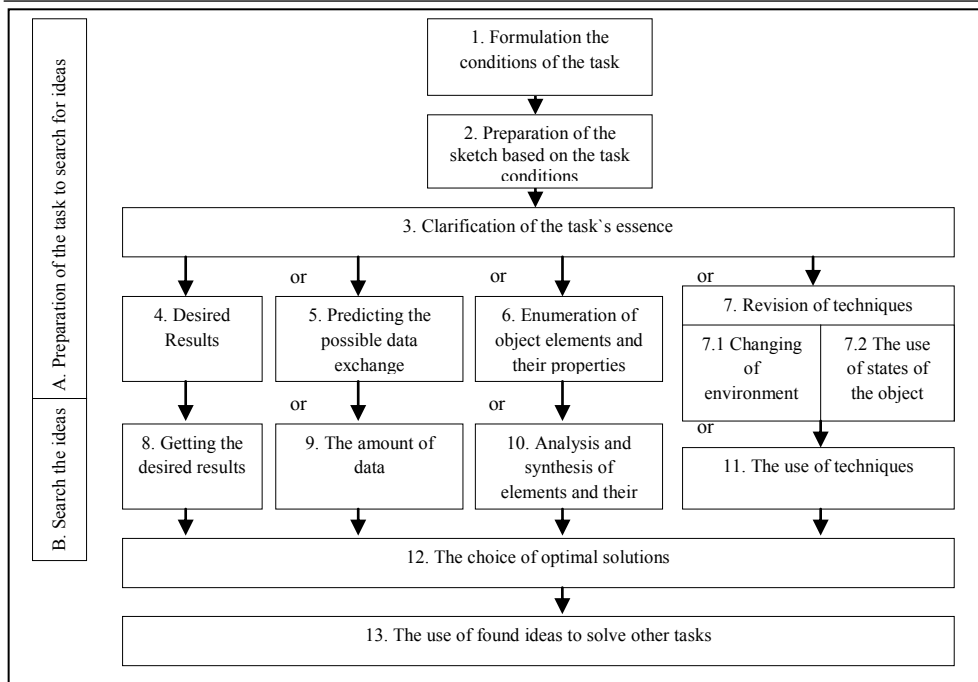 A. Preparation of the task to search for ideas
B. Search the ideas
1. Formulation the
conditions of the task
2. Preparation of the
sketch based on the task
conditions
3. Clarification of the task`s essence
or
or
or
4. Desired
Results
5. Predicting the
possible data
exchange
6. Enumeration of
object elements and
their properties
7. Revision of techniques
7.1 Changing
of
environment
7.2 The use
of states of
the object
or
or
or
8. Getting the
desired results
9. The amount of
data
10. Analysis and
synthesis of
elements and their
11. The use of techniques
12. The choice of optimal solutions
13. The use of found ideas to solve other tasks